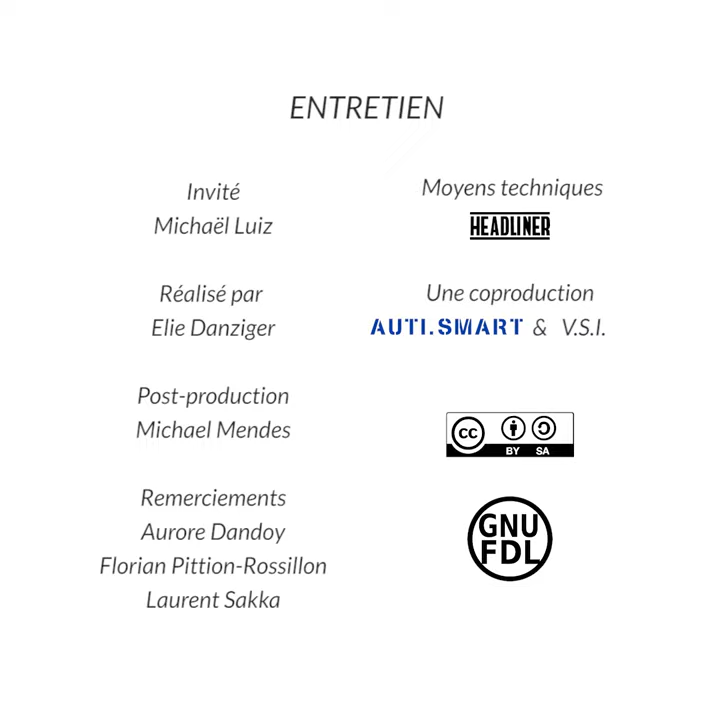 ENTRETIEN
Invité
Michaël Luiz
Réalisé par
Elie Danziger
Post-production
Michael Mendes
Remerciements
Aurore Dandoy
Florian Pittion-Rossillon
Laurent Sakka
Moyens techniques
HEADLINER
Une coproduction
AUTI.SMART & V.S.I.
cc
BY SA
GNU
FDL